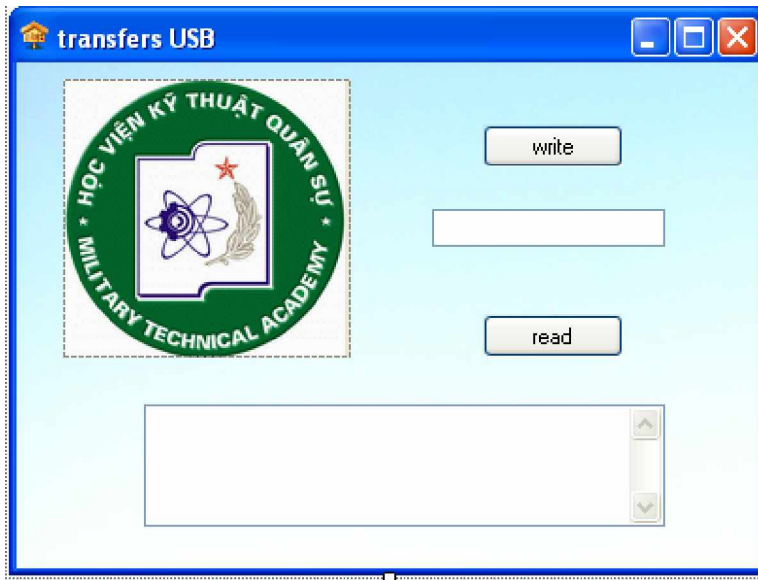 transfers USB
HỌC VIỆN KỸ THUẬT QUÂN SỰ
MILITARY TECHNICAL ACADEMY
write
read